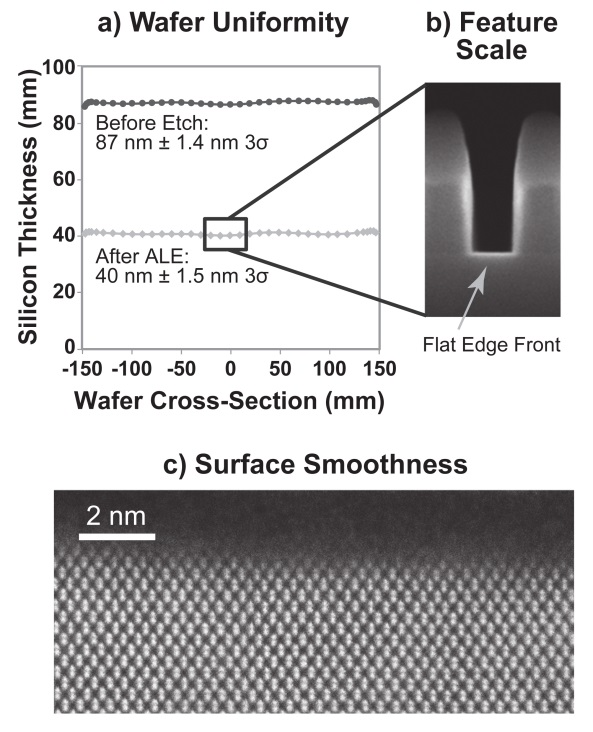 a) Wafer Uniformity
b) Feature
Scale
Silicon Thickness (mm)
100
80
60
40
20
0
Before Etch:
87 nm ± 1.4 nm 3σ
After ALE:
40 nm ± 1.5 nm 3σ
-150 -100 -50 0 50 100 150
Wafer Cross-Section (mm)
Flat Edge Front
c) Surface Smoothness
2 nm